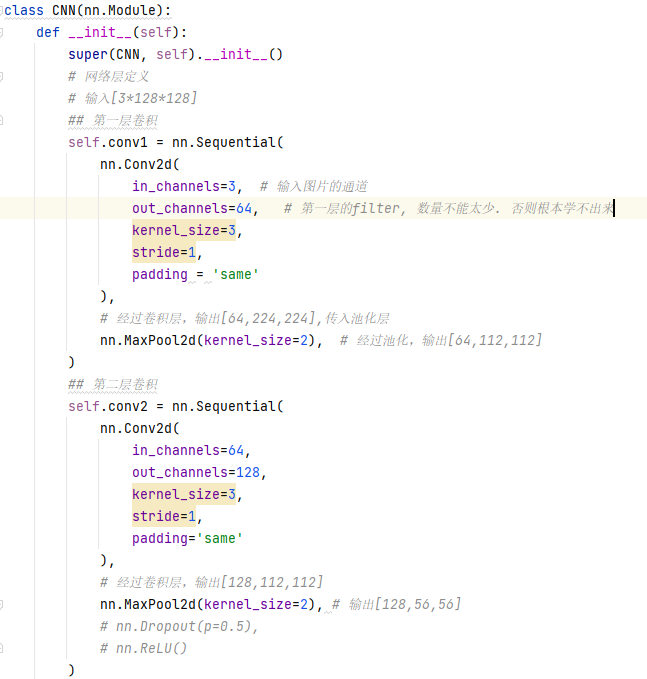 class CNN(nn.Module):
    def __init__(self):
        super(CNN, self).__init__()
        # 网络层定义
        # 输入[3*128*128]
        ## 第一层卷积
        self.conv1 = nn.Sequential(
            nn.Conv2d(
                in_channels=3,  # 输入图片的通道
                out_channels=64,   # 第一层的filter, 数量不能太少. 否则根本学不出来
                kernel_size=3,
                stride=1,
                padding = 'same'
            ),
            # 经过卷积层，输出[64,224,224],传入池化层
            nn.MaxPool2d(kernel_size=2),  # 经过池化，输出[64,112,112]
        )
        ## 第二层卷积
        self.conv2 = nn.Sequential(
            nn.Conv2d(
                in_channels=64,
                out_channels=128,
                kernel_size=3,
                stride=1,
                padding='same'
            ),
            # 经过卷积层，输出[128,112,112]
            nn.MaxPool2d(kernel_size=2), # 输出[128,56,56]
            # nn.Dropout(p=0.5),
            # nn.ReLU()
        )